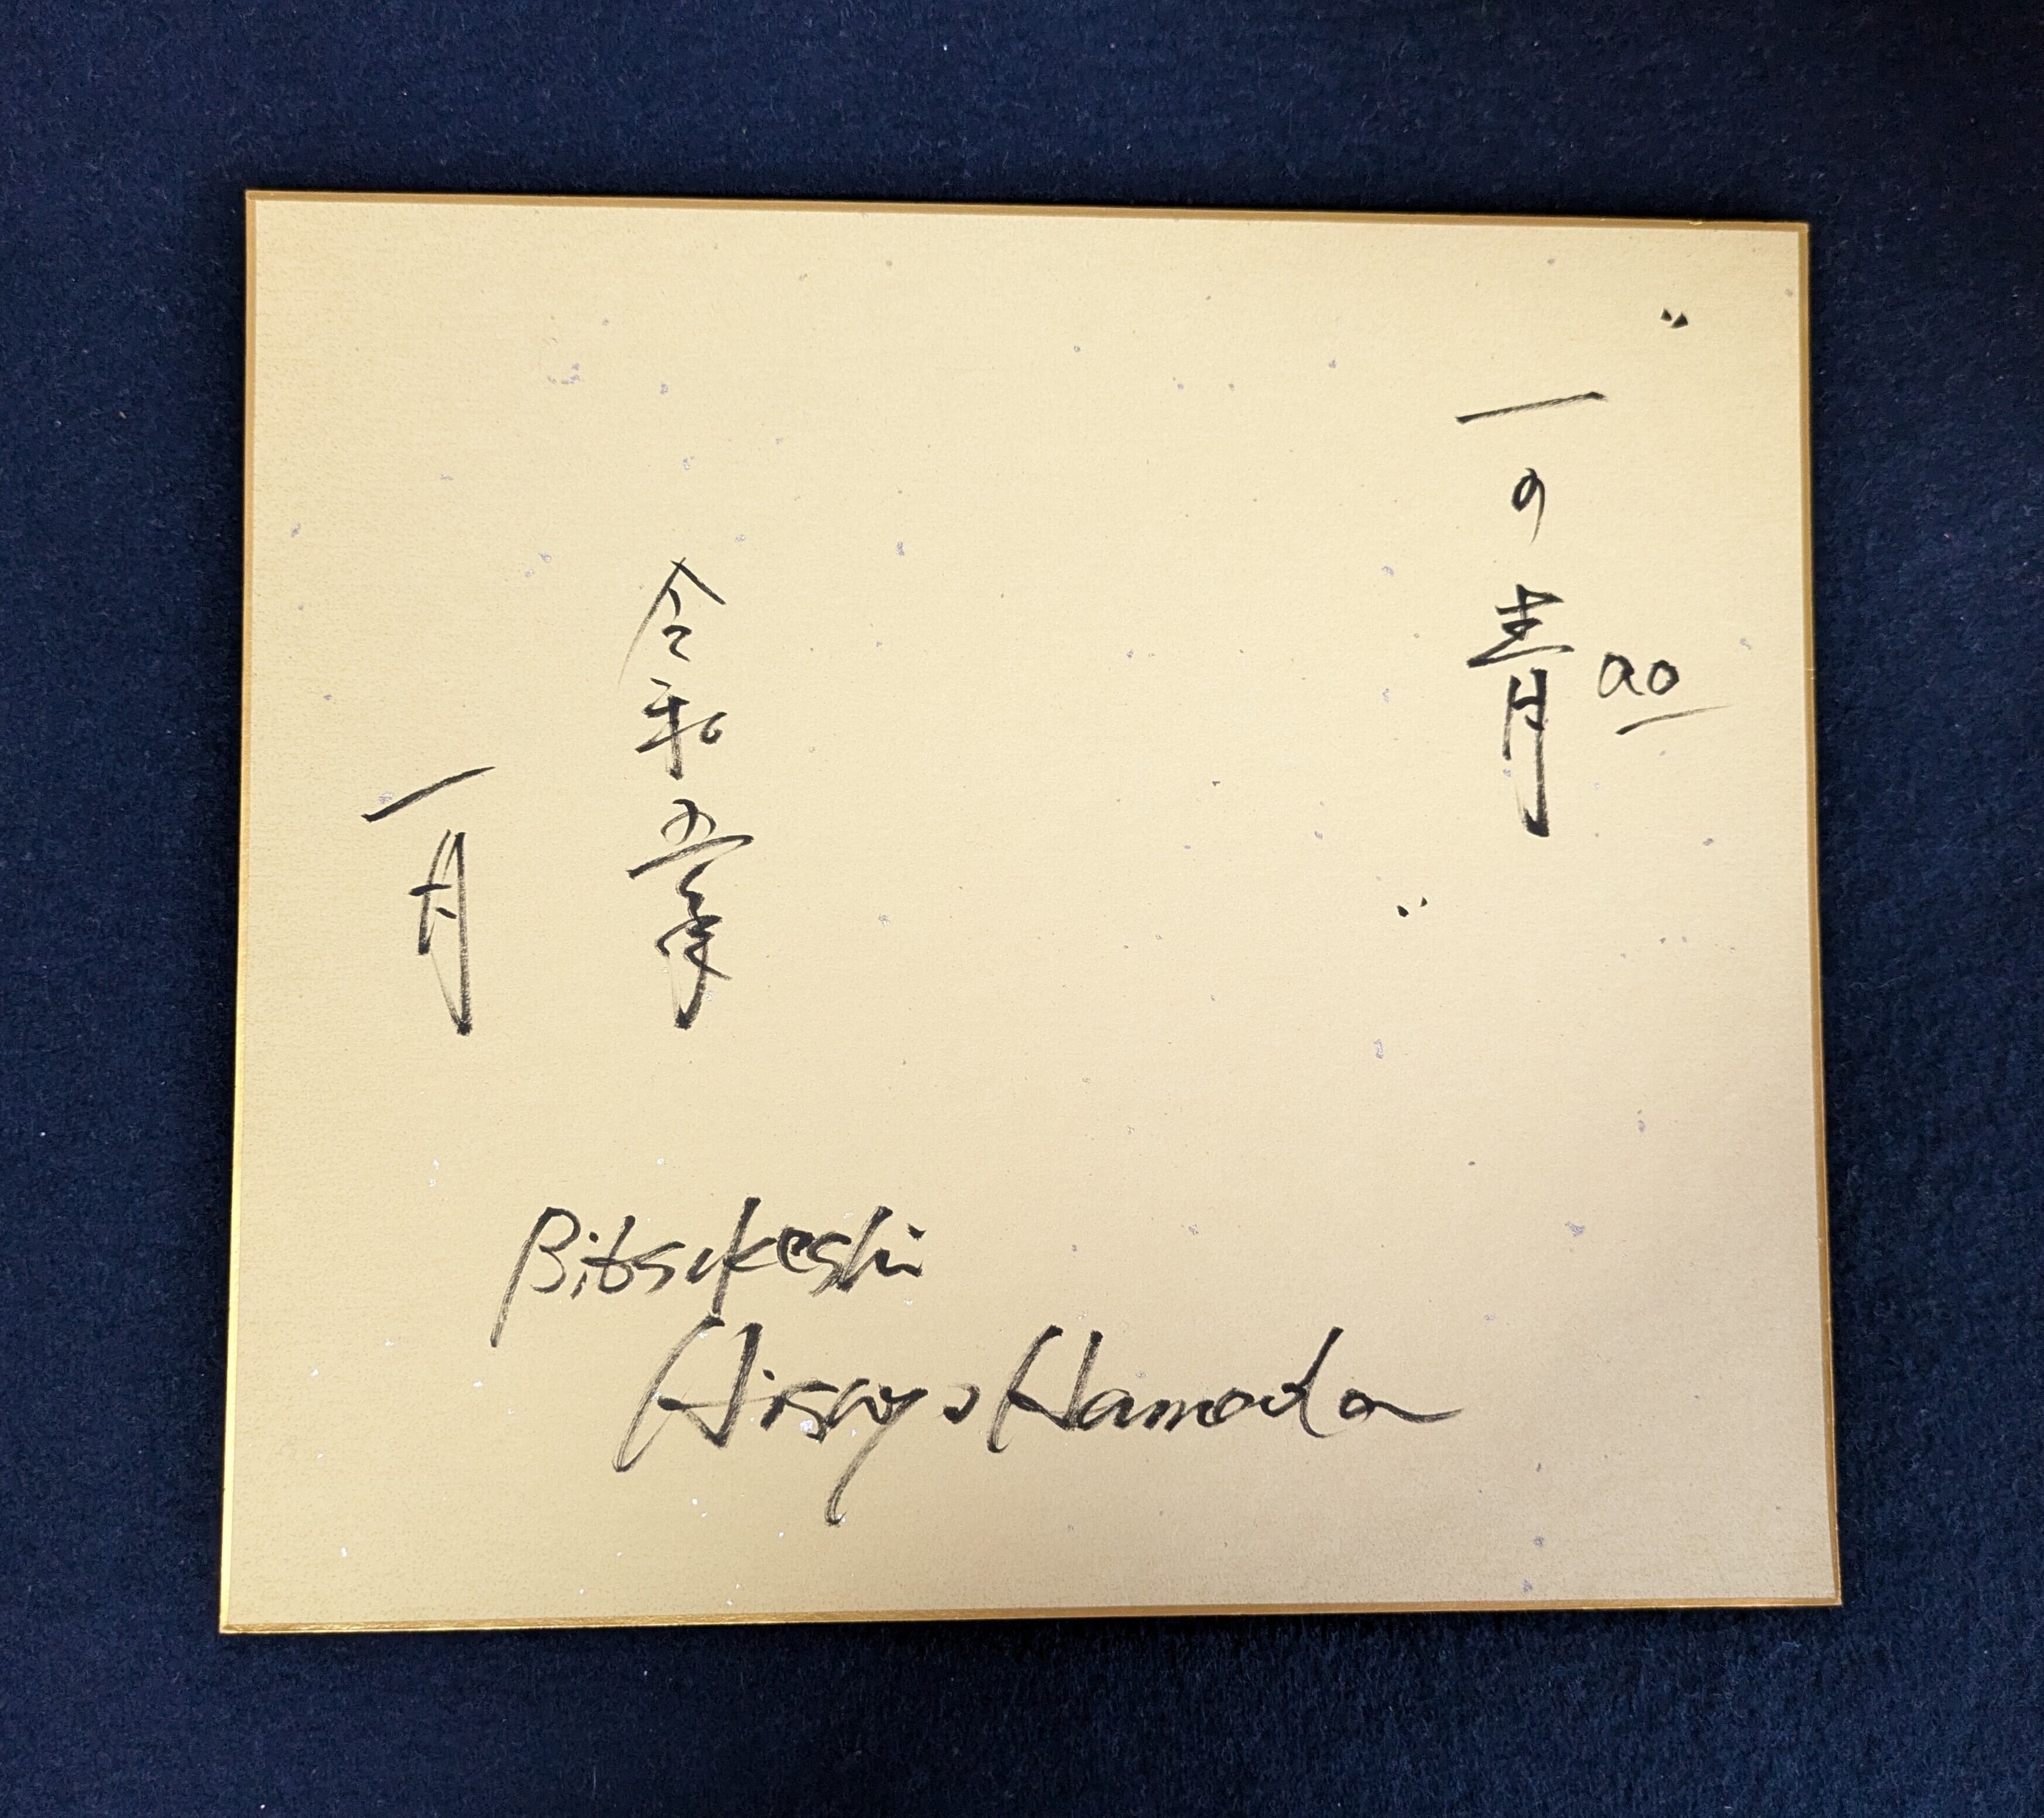 "一の青"
ao
令和五年
一月
Bitsukeshi
Hisayo Hamada